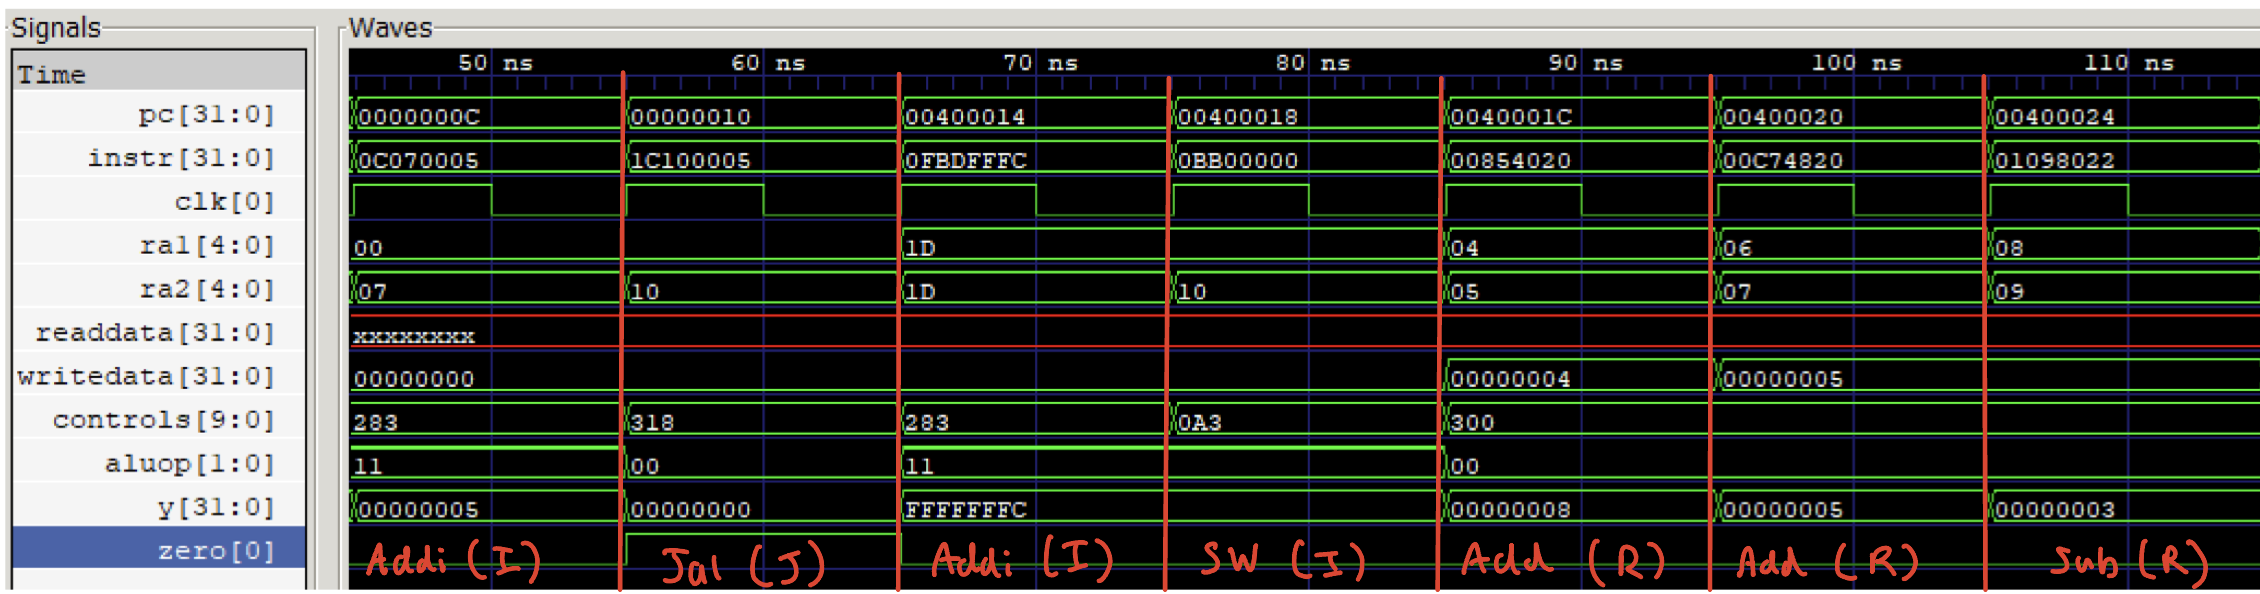 Signals Waves
Time 50 ns 60 ns 70 ns 80 ns 90 ns 100 ns 110 ns
pc[31:0] 0000000C 00000010 00400014 00400018 0040001C 00400020 00400024
instr[31:0] 0C070005 1C100005 0FBDFFFC 0BB00000 00854020 00C74820 01098022
clk[0]
ra1[4:0] 00 1D 04 06 08
ra2[4:0] 07 10 1D 10 05 07 09
readdata[31:0] xxxxxxxx
writedata[31:0] 00000000 00000004 00000005
controls[9:0] 283 318 283 0A3 300
aluop[1:0] 11 00 11 00
y[31:0] 00000005 00000000 FFFFFFFC 00000008 00000005 00000003
zero[0] Addi (I) Jal (J) Addi (I) SW (I) Add (R) Add (R) Sub (R)